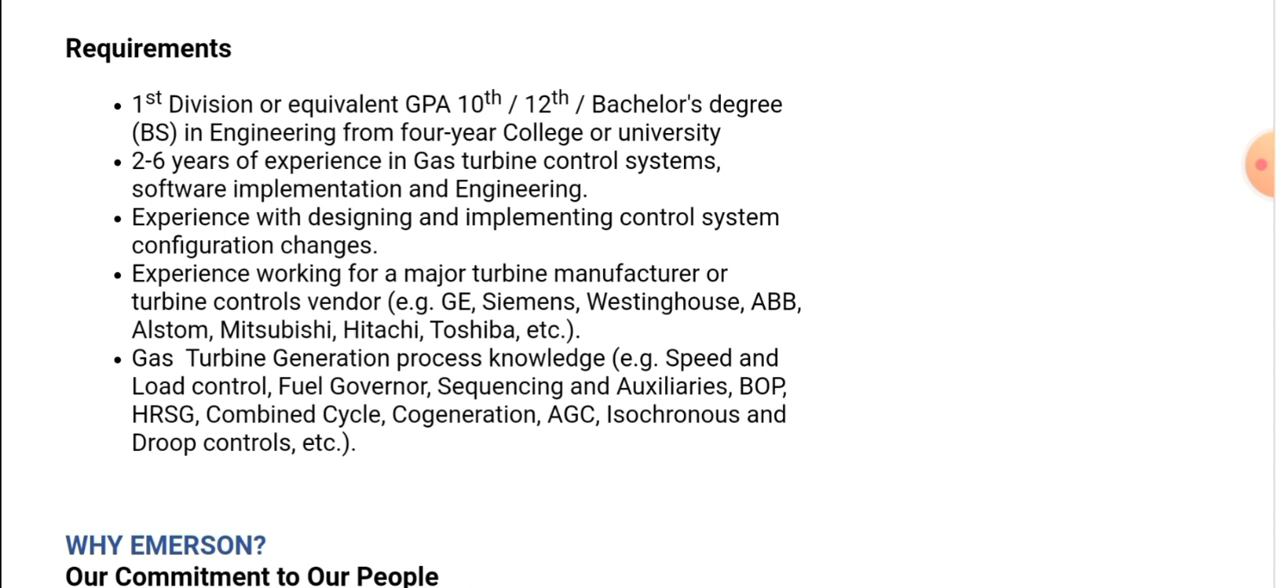 Requirements
• 1st Division or equivalent GPA 10th / 12th / Bachelor's degree
(BS) in Engineering from four-year College or university
• 2-6 years of experience in Gas turbine control systems,
software implementation and Engineering.
• Experience with designing and implementing control system
configuration changes.
• Experience working for a major turbine manufacturer or
turbine controls vendor (e.g. GE, Siemens, Westinghouse, ABB,
Alstom, Mitsubishi, Hitachi, Toshiba, etc.).
• Gas  Turbine Generation process knowledge (e.g. Speed and
Load control, Fuel Governor, Sequencing and Auxiliaries, BOP,
HRSG, Combined Cycle, Cogeneration, AGC, Isochronous and
Droop controls, etc.).
WHY EMERSON?
Our Commitment to Our People